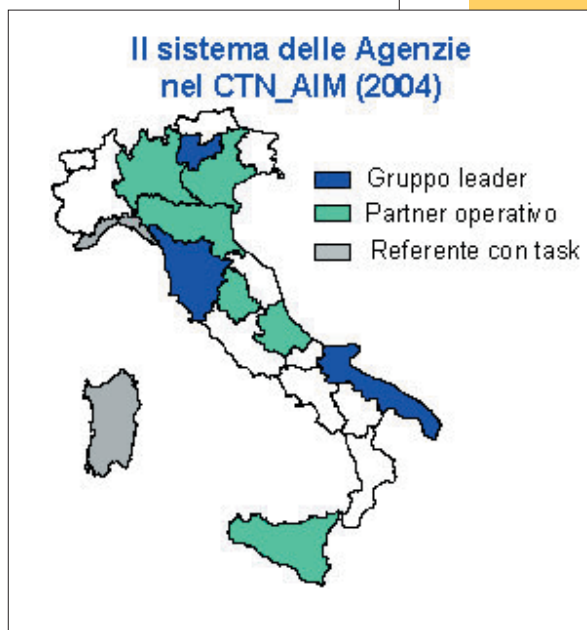 Il sistema delle Agenzie
nel CTN_AIM (2004)
Gruppo leader
Partner operativo
Referente con task